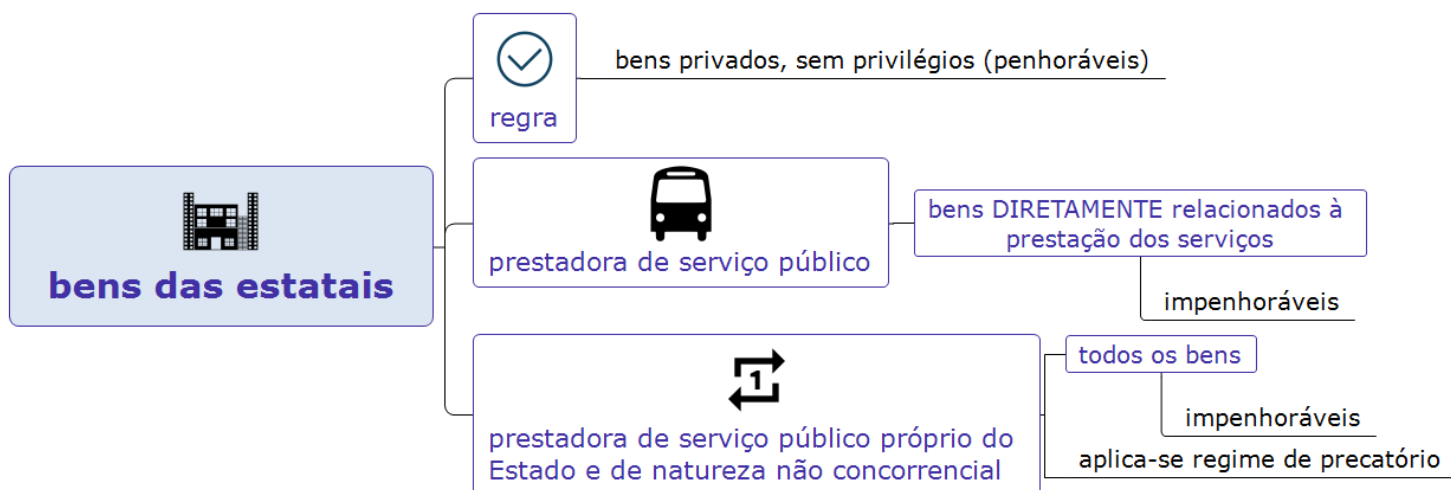 bens das estatais
regra
bens privados, sem privilégios (penhoráveis)
prestadora de serviço público
bens DIRETAMENTE relacionados à
prestação dos serviços
impenhoráveis
1
prestadora de serviço público próprio do
Estado e de natureza não concorrencial
todos os bens
impenhoráveis
aplica-se regime de precatório